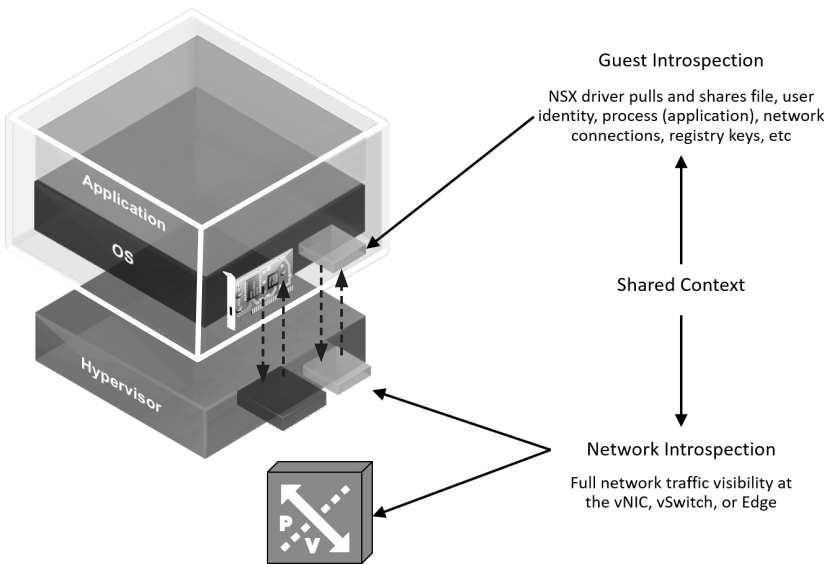 Guest Introspection
NSX driver pulls and shares file, user
identity, process (application), network
connections, registry keys, etc
Application
OS
Shared Context
Hypervisor
Network Introspection
Full network traffic visibility at
the vNIC, vSwitch, or Edge
P
V